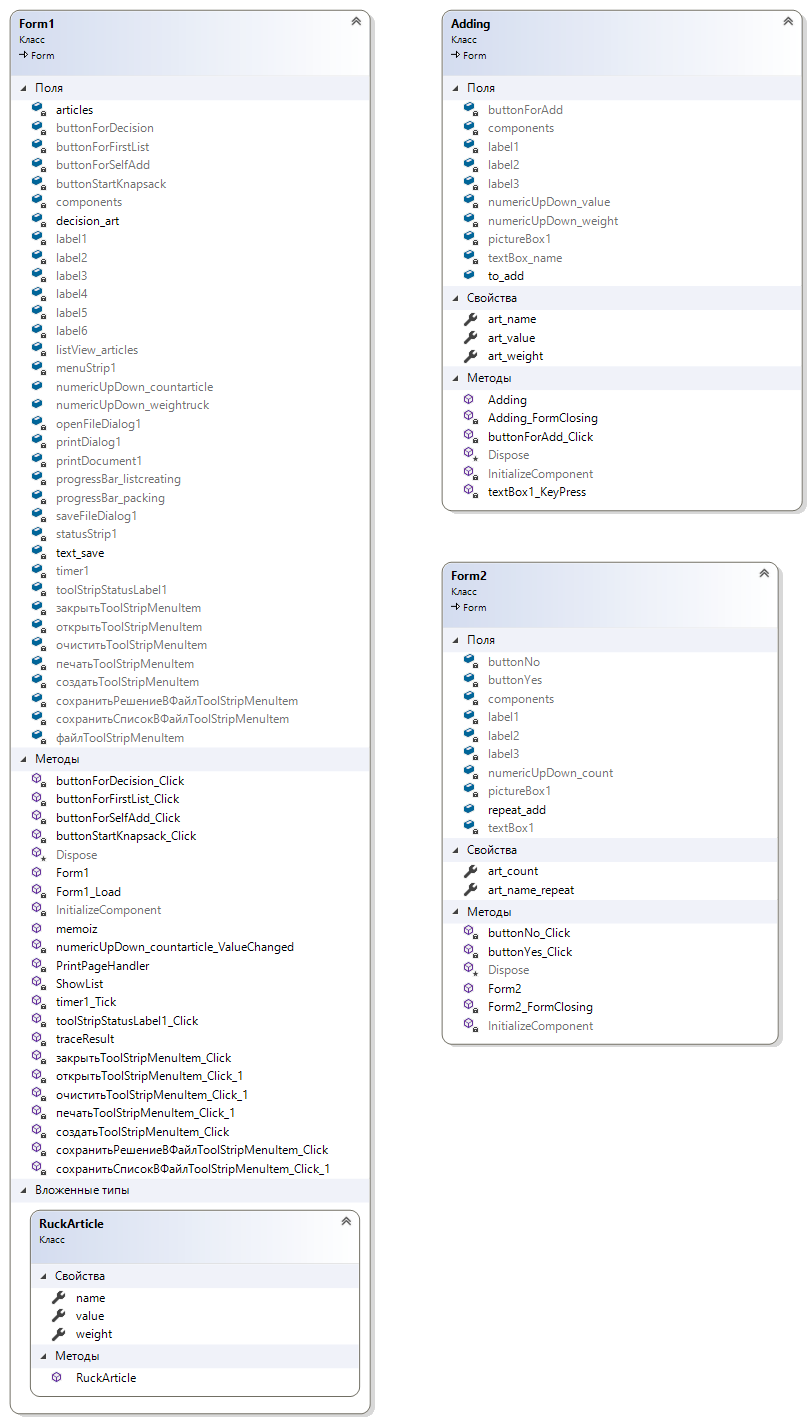 Form1
Класс
Form
Поля
articles
buttonForDecision
buttonForFirstList
buttonForSelfAdd
buttonStartKnapsack
components
decision_art
label1
label2
label3
label4
label5
label6
listView_articles
menuStrip1
numericUpDown_countarticle
numericUpDown_weightruck
openFileDialog1
printDialog1
printDocument1
progressBar_listcreating
progressBar_packing
saveFileDialog1
statusStrip1
text_save
timer1
toolStripStatusLabel1
закрытьToolStripMenuItem
открытьToolStripMenuItem
очиститьToolStripMenuItem
печатьToolStripMenuItem
создатьToolStripMenuItem
сохранитьРешениеВФайлToolStripMenuItem
сохранитьСписокВФайлToolStripMenuItem
файлToolStripMenuItem
Методы
buttonForDecision_Click
buttonForFirstList_Click
buttonForSelfAdd_Click
buttonStartKnapsack_Click
Dispose
Form1
Form1_Load
InitializeComponent
memoiz
numericUpDown_countarticle_ValueChanged
PrintPageHandler
ShowList
timer1_Tick
toolStripStatusLabel1_Click
traceResult
закрытьToolStripMenuItem_Click
открытьToolStripMenuItem_Click_1
очиститьToolStripMenuItem_Click_1
печатьToolStripMenuItem_Click_1
создатьToolStripMenuItem_Click
сохранитьРешениеВФайлToolStripMenuItem_Click
сохранитьСписокВФайлToolStripMenuItem_Click_1
Вложенные типы
RuckArticle
Класс
Свойства
name
value
weight
Методы
RuckArticle
Adding
Класс
Form
Поля
buttonForAdd
components
label1
label2
label3
numericUpDown_value
numericUpDown_weight
pictureBox1
textBox_name
to_add
Свойства
art_name
art_value
art_weight
Методы
Adding
Adding_FormClosing
buttonForAdd_Click
Dispose
InitializeComponent
textBox1_KeyPress
Form2
Класс
Form
Поля
buttonNo
buttonYes
components
label1
label2
label3
numericUpDown_count
pictureBox1
repeat_add
textBox1
Свойства
art_count
art_name_repeat
Методы
buttonNo_Click
buttonYes_Click
Dispose
Form2
Form2_FormClosing
InitializeComponent